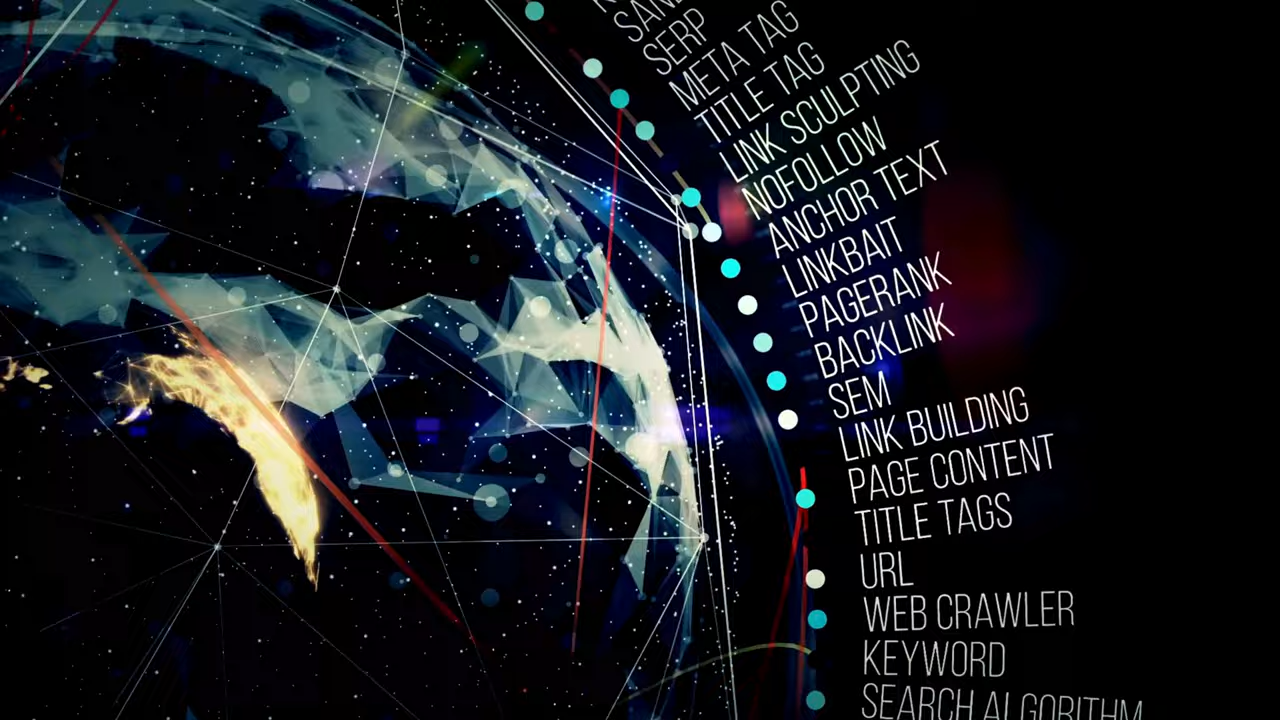 SERP
META TAG
TITLE TAG
LINK SCULPTING
NOFOLLOW
ANCHOR TEXT
LINKBAIT
PAGERANK
BACKLINK
SEM
LINK BUILDING
PAGE CONTENT
TITLE TAGS
URL
WEB CRAWLER
KEYWORD
SEARCH ALGORITHM